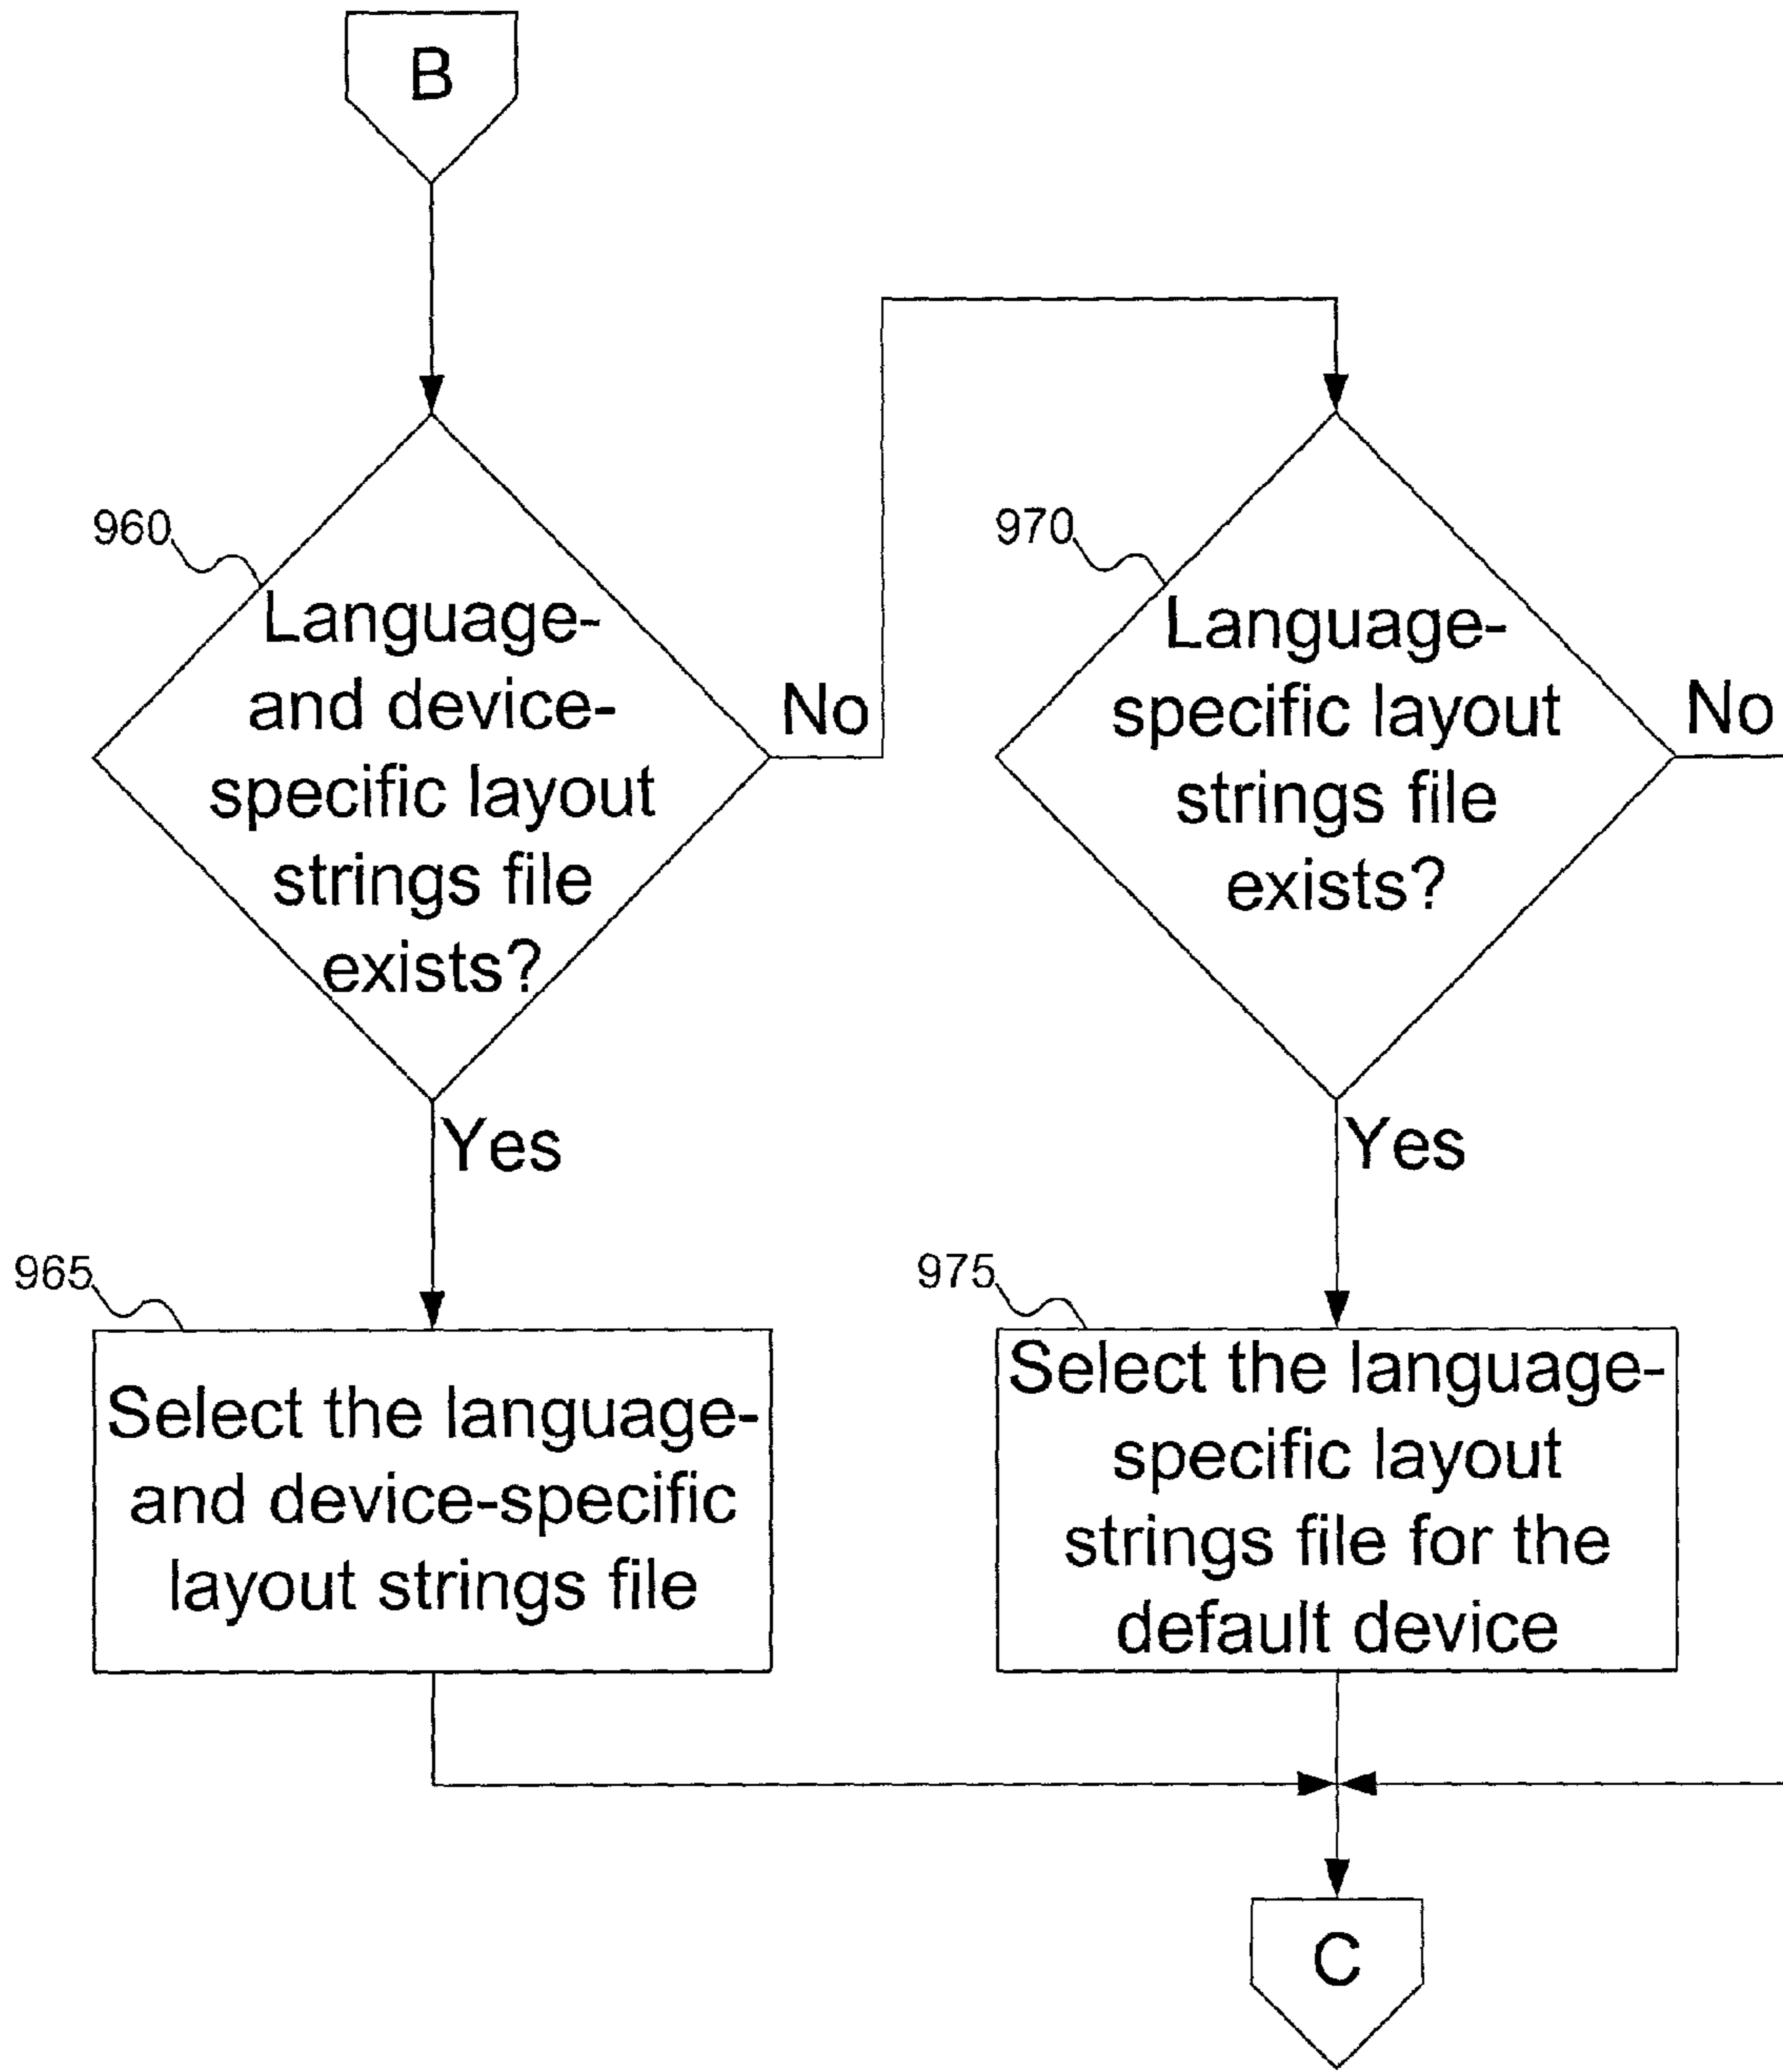 B
960
Language-
and device-
specific layout
strings file
exists?
No
Yes
970
Language-
specific layout
strings file
exists?
No
Yes
965
Select the language-
and device-specific
layout strings file
975
Select the language-
specific layout
strings file for the
default device
C